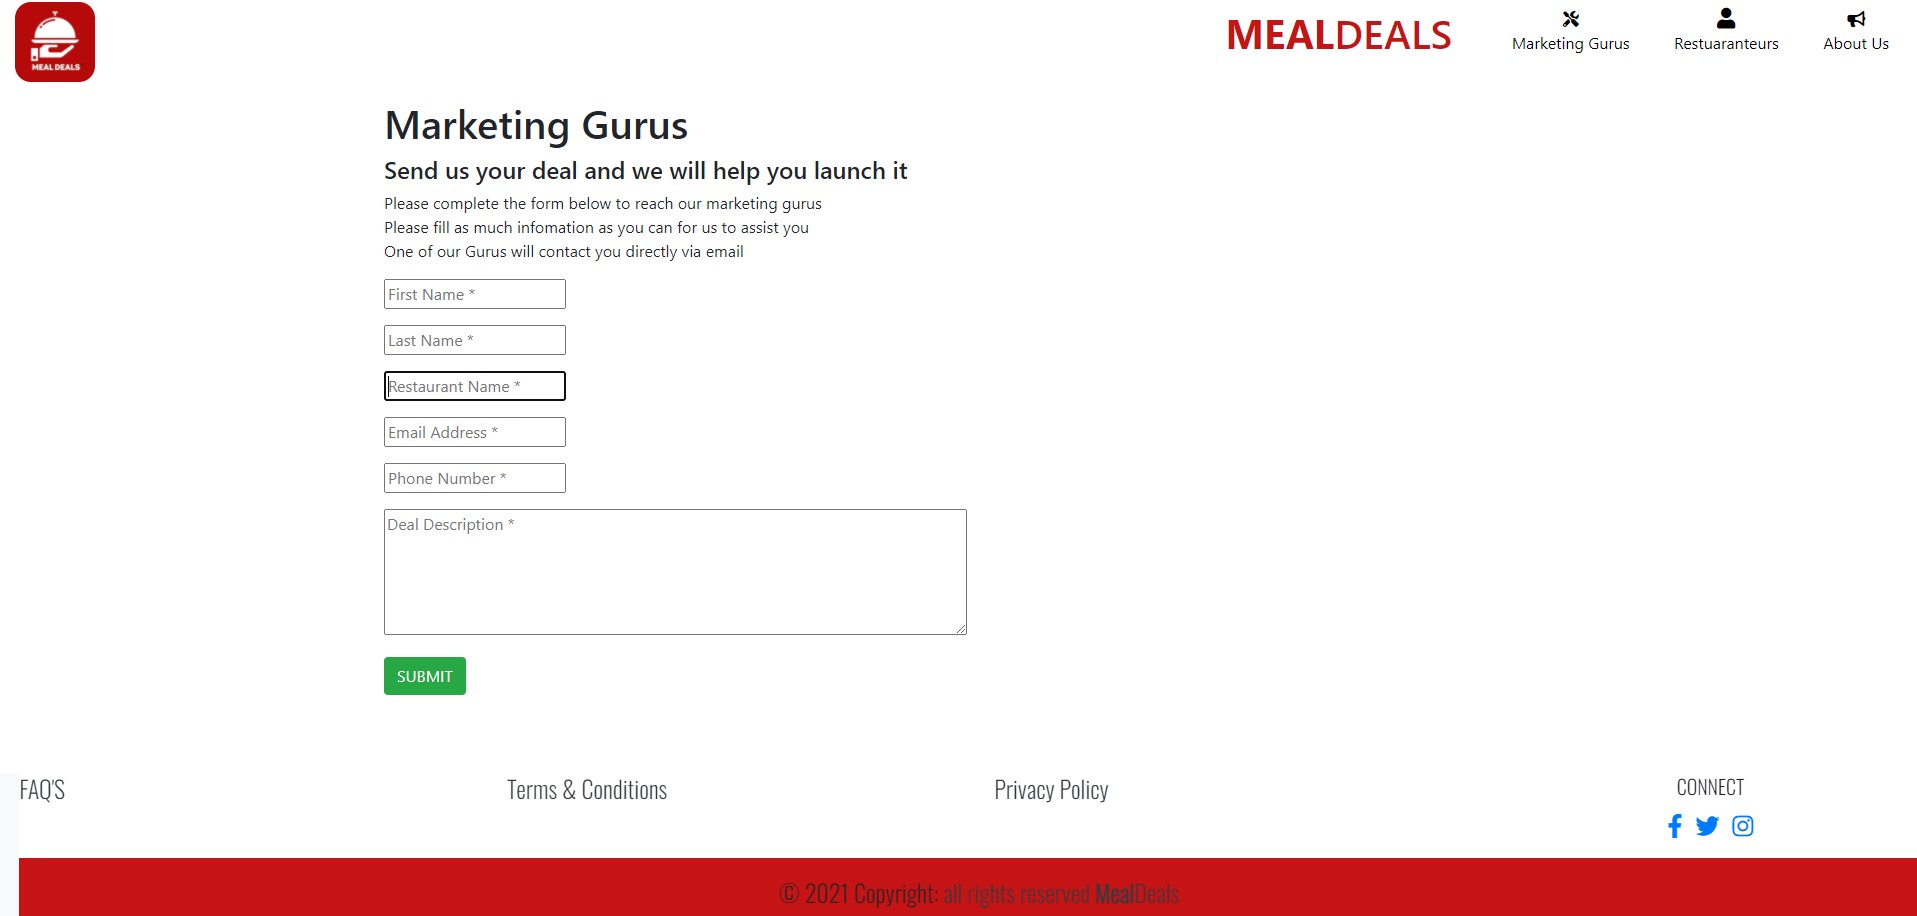 MEAL DEALS
MEALDEALS
Marketing Gurus
Restuaranteurs
About Us
Marketing Gurus
Send us your deal and we will help you launch it
Please complete the form below to reach our marketing gurus
Please fill as much infomation as you can for us to assist you
One of our Gurus will contact you directly via email
First Name *
Last Name *
Restaurant Name *
Email Address *
Phone Number *
Deal Description *
SUBMIT
FAQ'S
Terms & Conditions
Privacy Policy
CONNECT
© 2021 Copyright: all rights reserved MealDeals